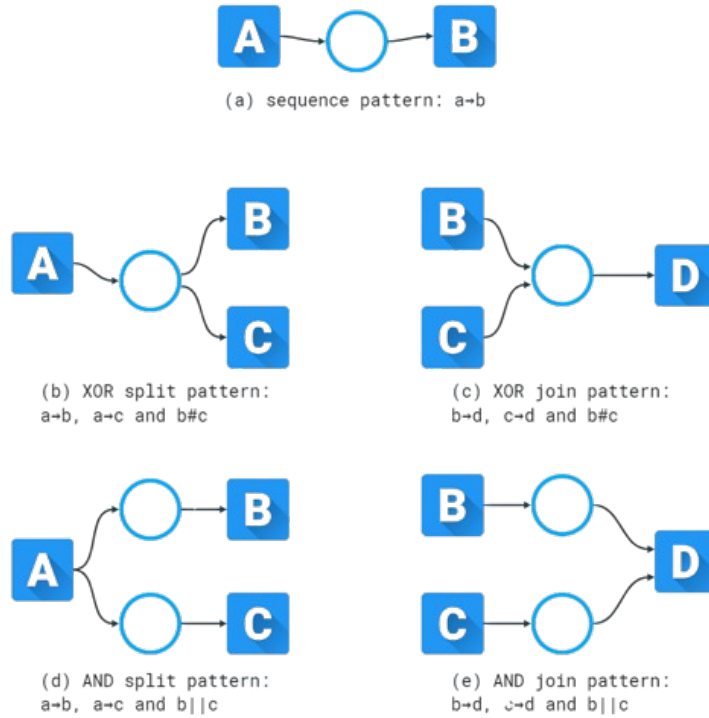 A B
(a) sequence pattern: a→b
B B
A D
C C
(b) XOR split pattern:
a→b, a→c and b#c
(c) XOR join pattern:
b→d, c→d and b#c
B B
A D
C C
(d) AND split pattern:
a→b, a→c and b||c
(e) AND join pattern:
b→d, c→d and b||c